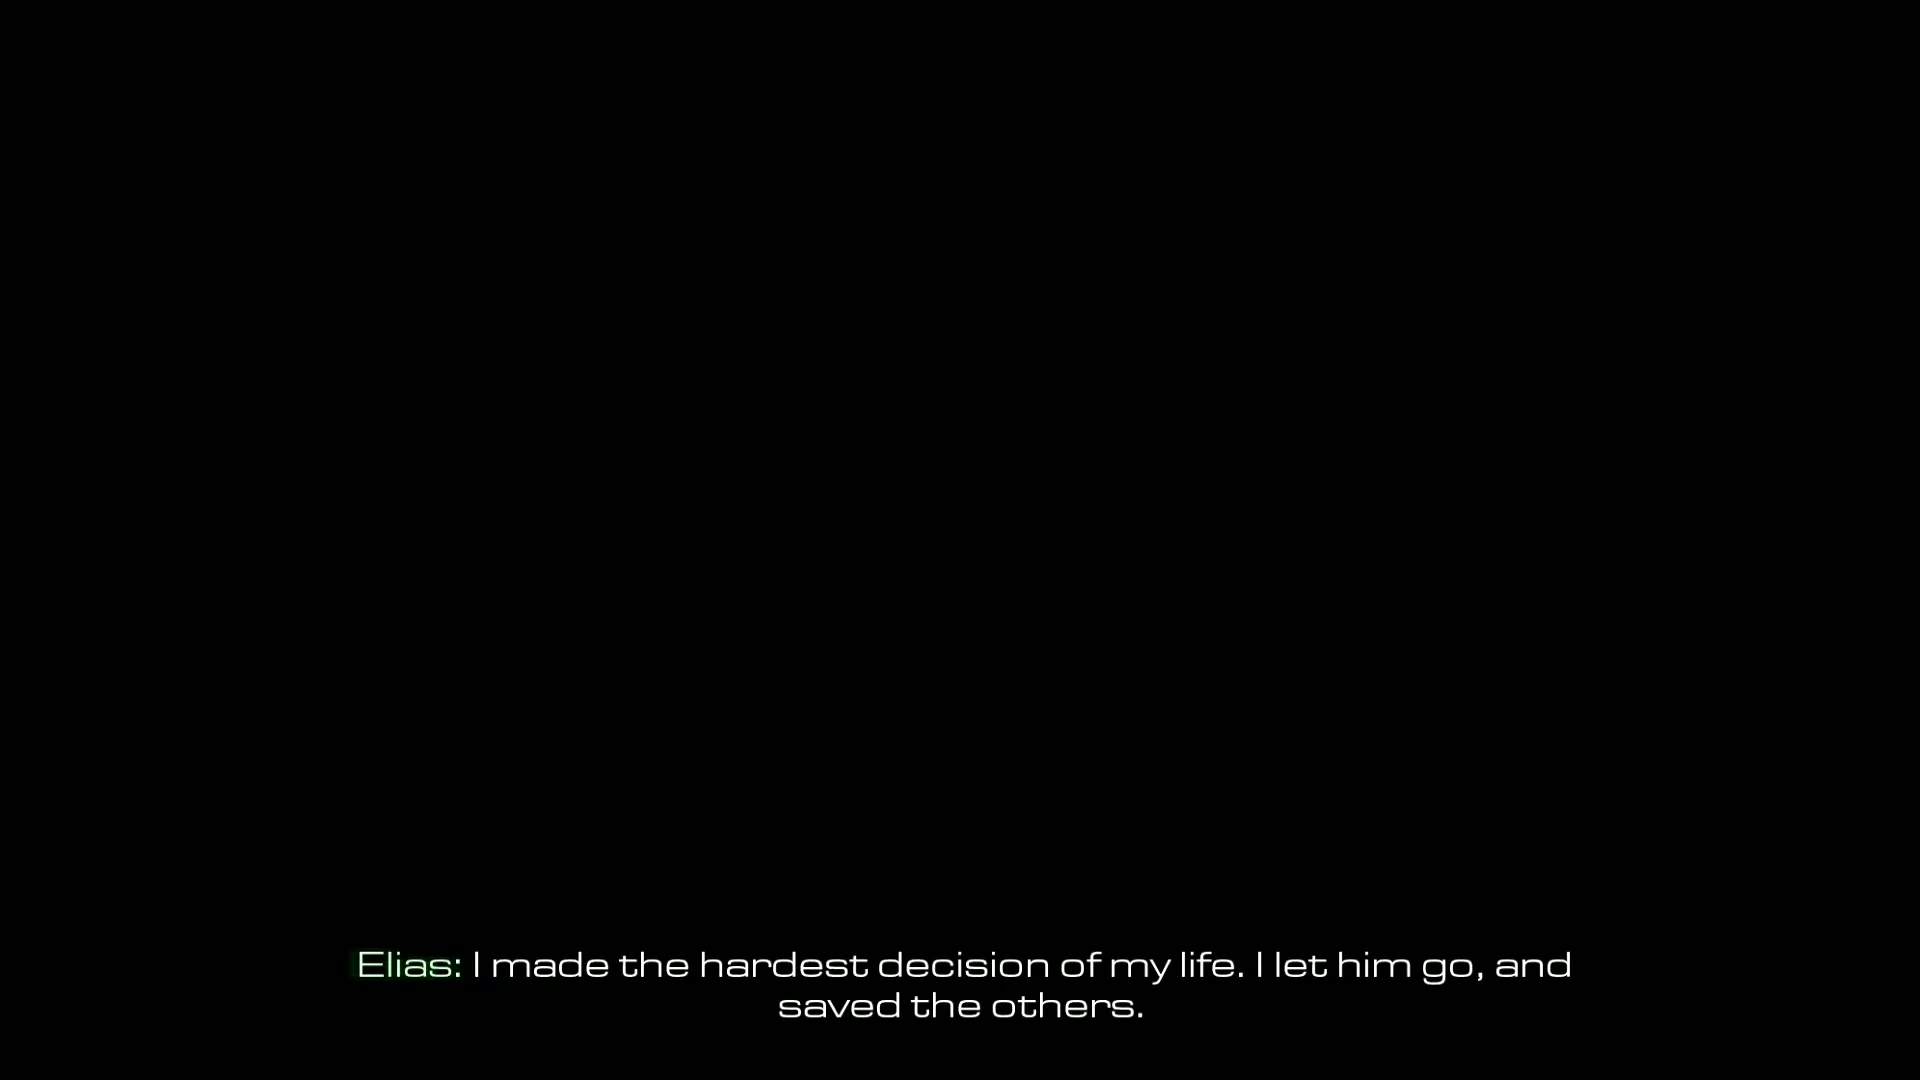 Elias: I made the hardest decision of my life. I let him go, and
saved the others.